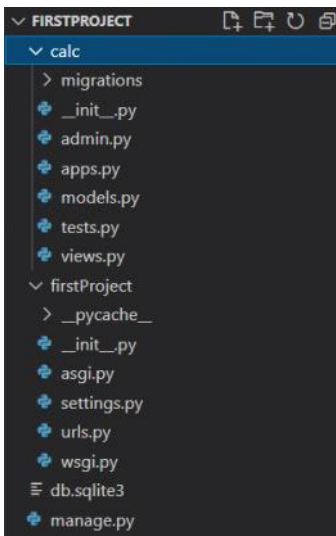 FIRSTPROJECT
calc
migrations
__init__.py
admin.py
apps.py
models.py
tests.py
views.py
firstProject
__pycache__
__init__.py
asgi.py
settings.py
urls.py
wsgi.py
db.sqlite3
manage.py